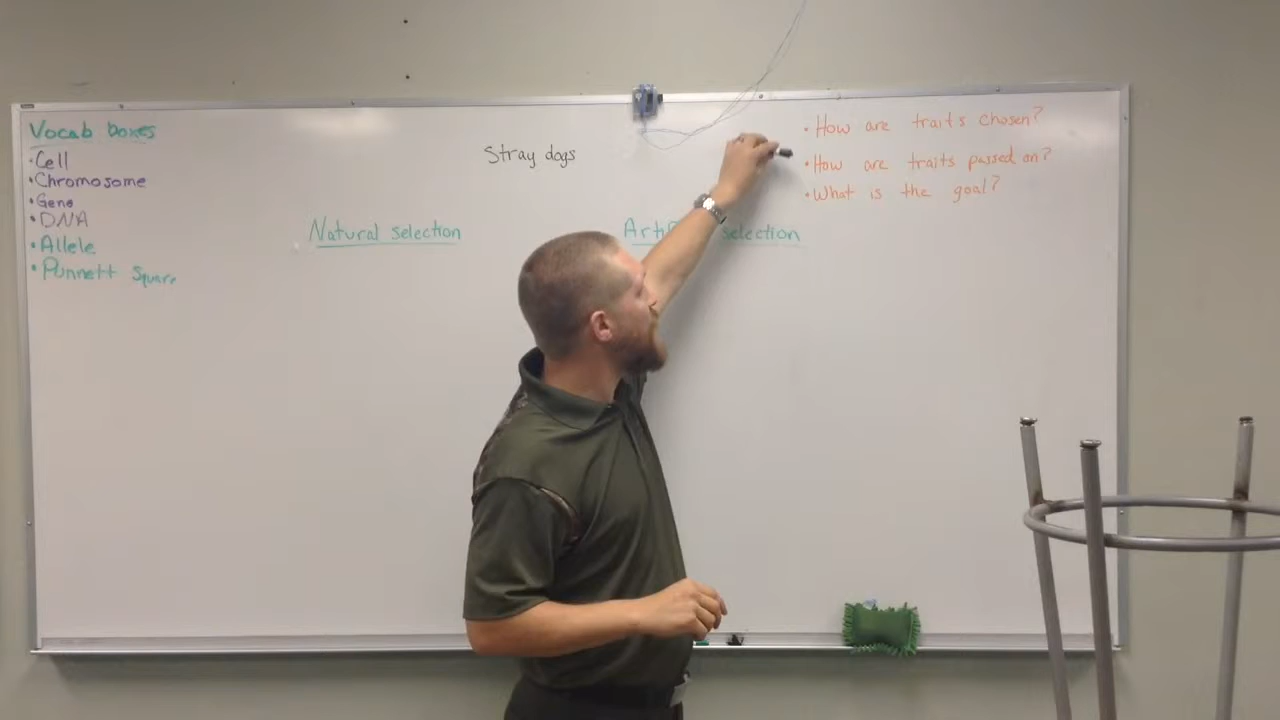 Vocab boxes
• Cell
• Chromosome
• Gene
• DNA
• Allele
• Punnett Square
Stray dogs
Natural selection
selection
• How are traits chosen?
• How are traits passed on?
• What is the goal?